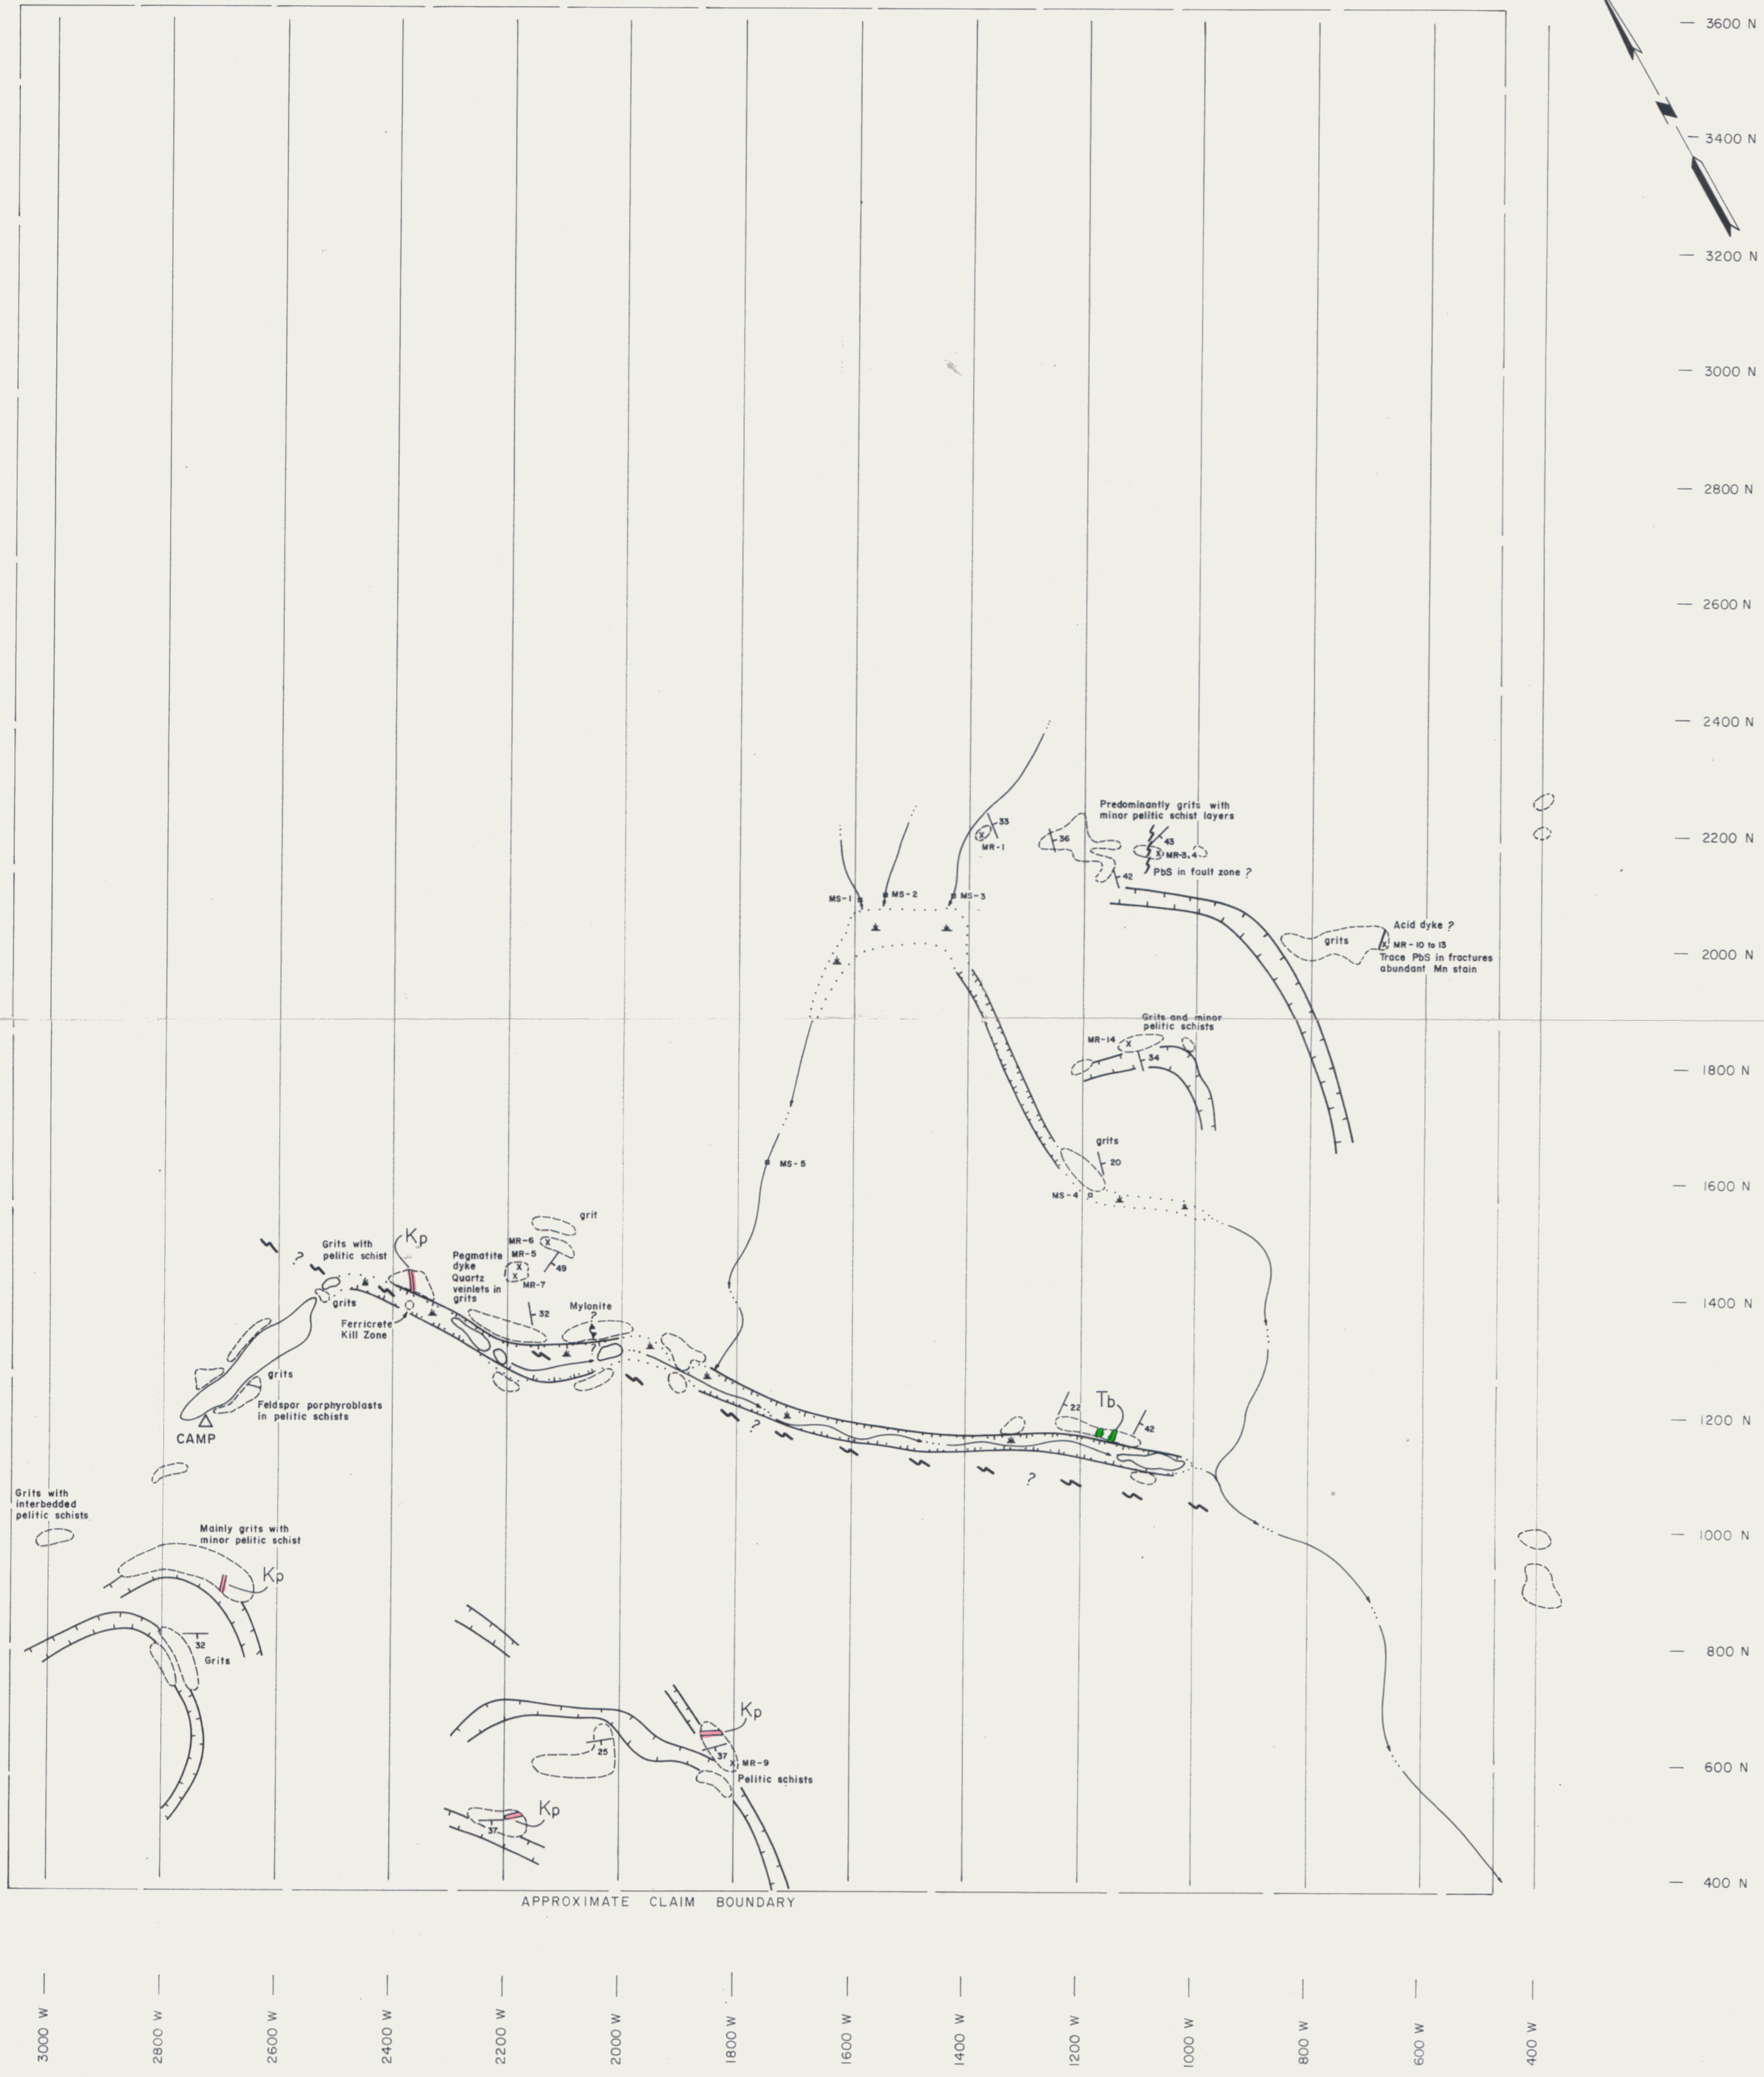 3600 N
3400 N
3200 N
3000 N
2800 N
2600 N
2400 N
Predominantly grits with
minor pelitic schist layers
33
MR-1
36
43
MR-3,4
2200 N
PbS in fault zone ?
42
MS-1
MS-2
MS-3
Acid dyke ?
grits
MR-10 to 13
Trace PbS in fractures
abundant Mn stain
2000 N
Grits and minor
pelitic schists
MR-14
34
1800 N
grits
20
MS-5
MS-4
1600 N
grit
Kp
Grits with
pelitic schist
?
MR-6
MR-5
Pegmatite
dyke
Quartz
veinlets in
grits
49
MR-7
grits
32
Mylonite
?
1400 N
Ferricrete
Kill Zone
?
grits
Feldspar porphyroblasts
in pelitic schists
CAMP
Tb
22
42
1200 N
?
?
Grits with
interbedded
pelitic schists
Mainly grits with
minor pelitic schist
1000 N
Kp
32
Grits
800 N
Kp
25
37
MR-9
Pelitic schists
600 N
Kp
37
400 N
APPROXIMATE CLAIM BOUNDARY
3000 W
2800 W
2600 W
2400 W
2200 W
2000 W
1800 W
1600 W
1400 W
1200 W
1000 W
800 W
600 W
400 W